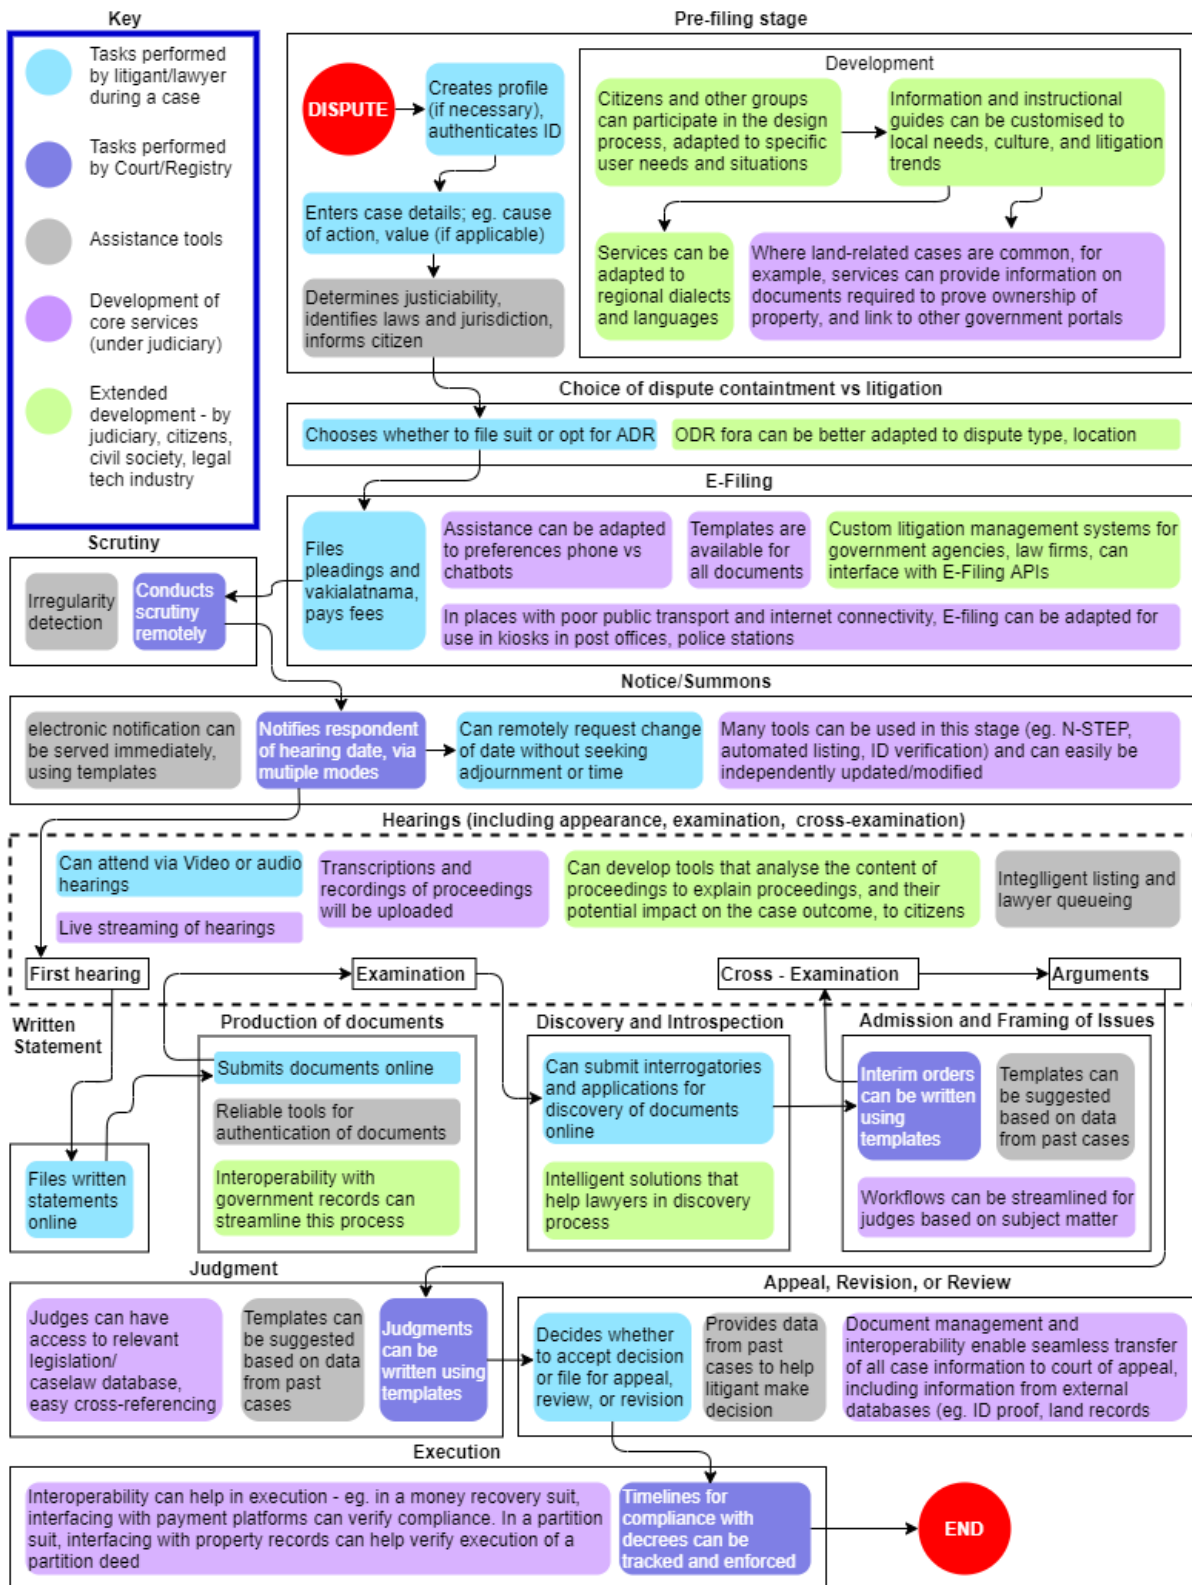 Key
Tasks performed
by litigant/lawyer
during a case
Tasks performed
by Court/Registry
Assistance tools
Development of
core services
(under judiciary)
Extended
development - by
judiciary, citizens,
civil society, legal
tech industry
Pre-filing stage
DISPUTE
Creates profile
(if necessary),
authenticates ID
Enters case details; eg. cause
of action, value (if applicable)
Determines justiciability,
identifies laws and jurisdiction,
informs citizen
Development
Citizens and other groups
can participate in the design
process, adapted to specific
user needs and situations
Information and instructional
guides can be customised to
local needs, culture, and litigation
trends
Services can be
adapted to
regional dialects
and languages
Where land-related cases are common, for
example, services can provide information on
documents required to prove ownership of
property, and link to other government portals
Choice of dispute containtment vs litigation
Chooses whether to file suit or opt for ADR
ODR fora can be better adapted to dispute type, location
E-Filing
Files
pleadings and
vakialatnama,
pays fees
Assistance can be adapted
to preferences phone vs
chatbots
Templates are
available for
all documents
Custom litigation management systems for
government agencies, law firms, can
interface with E-Filing APIs
In places with poor public transport and internet connectivity, E-filing can be adapted for
use in kiosks in post offices, police stations
Scrutiny
Irregularity
detection
Conducts
scrutiny
remotely
Notice/Summons
electronic notification can
be served immediately,
using templates
Notifies respondent
of hearing date, via
mutiple modes
Can remotely request change
of date without seeking
adjournment or time
Many tools can be used in this stage (eg. N-STEP,
automated listing, ID verification) and can easily be
independently updated/modified
Hearings (including appearance, examination, cross-examination)
Can attend via Video or audio
hearings
Live streaming of hearings
Transcriptions and
recordings of proceedings
will be uploaded
Can develop tools that analyse the content of
proceedings to explain proceedings, and their
potential impact on the case outcome, to citizens
Integlligent listing and
lawyer queueing
First hearing
Examination
Cross - Examination
Arguments
Written
Statement
Files written
statements
online
Production of documents
Submits documents online
Reliable tools for
authentication of documents
Interoperability with
government records can
streamline this process
Discovery and Introspection
Can submit interrogatories
and applications for
discovery of documents
online
Intelligent solutions that
help lawyers in discovery
process
Admission and Framing of Issues
Interim orders
can be written
using
templates
Templates can
be suggested
based on data
from past cases
Workflows can be streamlined for
judges based on subject matter
Judgment
Judges can have
access to relevant
legislation/
caselaw database,
easy cross-referencing
Templates can
be suggested
based on data
from past
cases
Judgments
can be
written using
templates
Appeal, Revision, or Review
Decides whether
to accept decision
or file for appeal,
review, or revision
Provides data
from past
cases to help
litigant make
decision
Document management and
interoperability enable seamless transfer
of all case information to court of appeal,
including information from external
databases (eg. ID proof, land records
Execution
Interoperability can help in execution - eg. in a money recovery suit,
interfacing with payment platforms can verify compliance. In a partition
suit, interfacing with property records can help verify execution of a
partition deed
Timelines for
compliance with
decrees can be
tracked and enforced
END